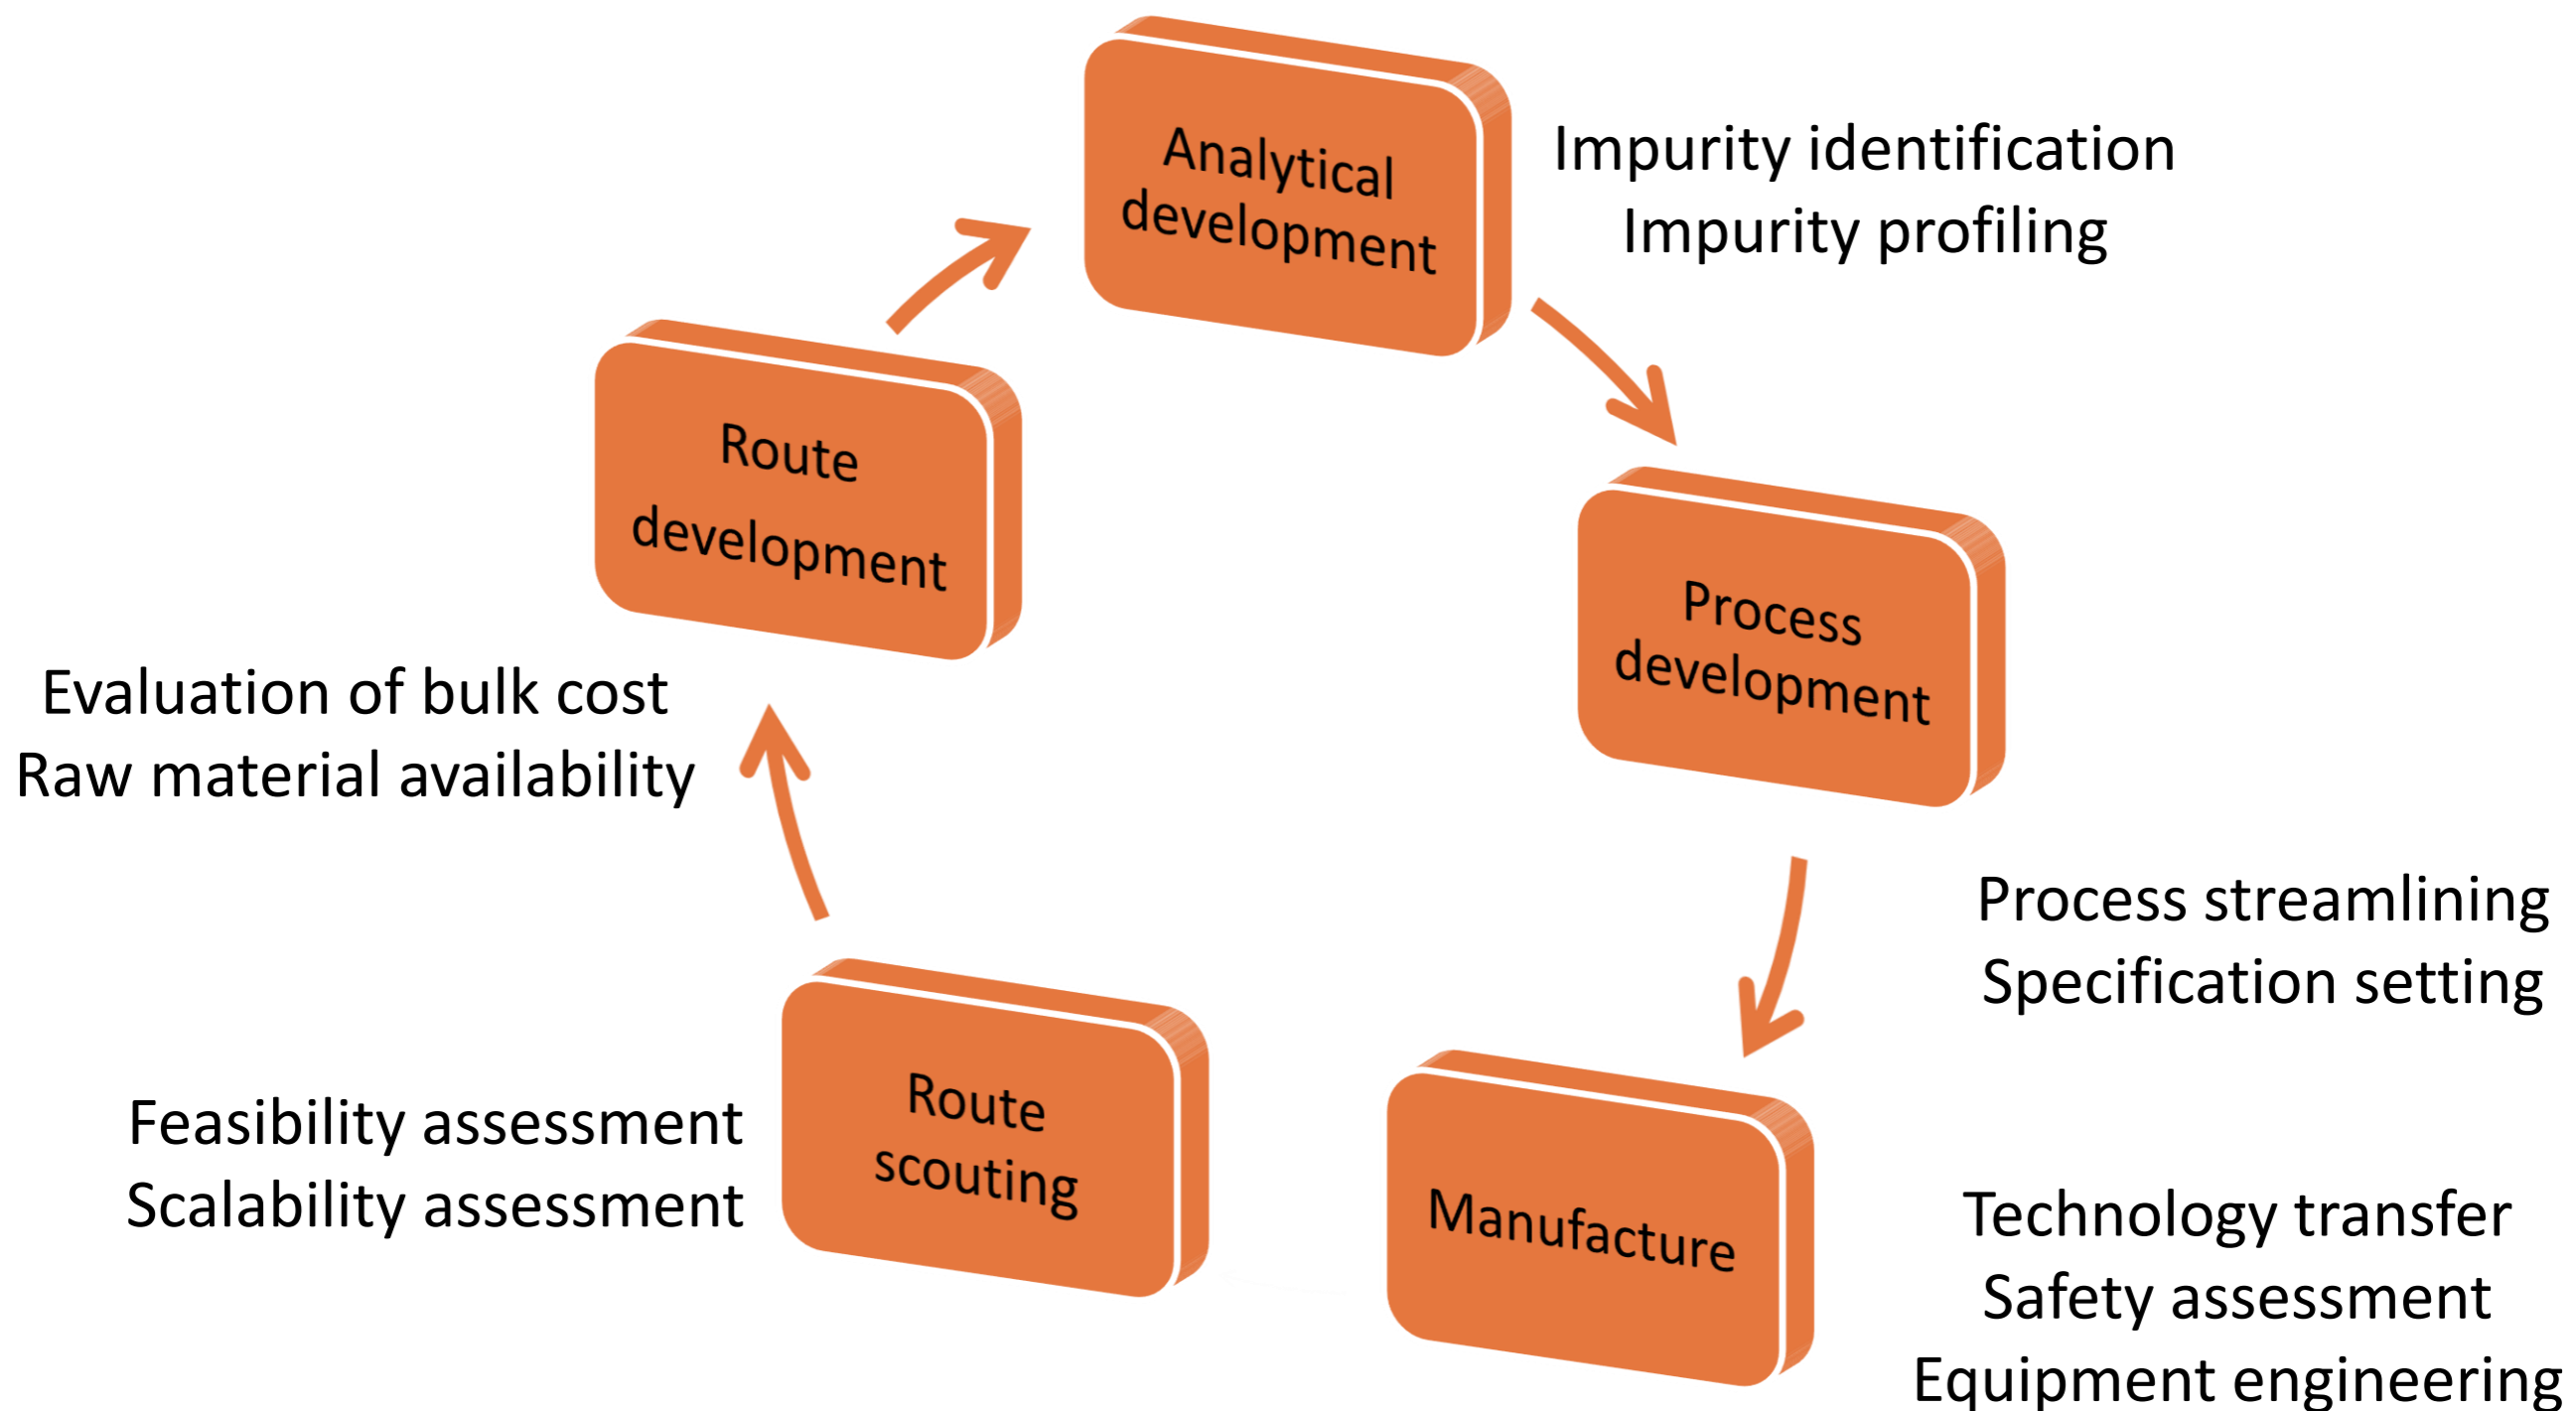 Analytical
development
Impurity identification
Impurity profiling
Route
development
Process
development
Evaluation of bulk cost
Raw material availability
Process streamlining
Specification setting
Route
scouting
Feasibility assessment
Scalability assessment
Manufacture
Technology transfer
Safety assessment
Equipment engineering